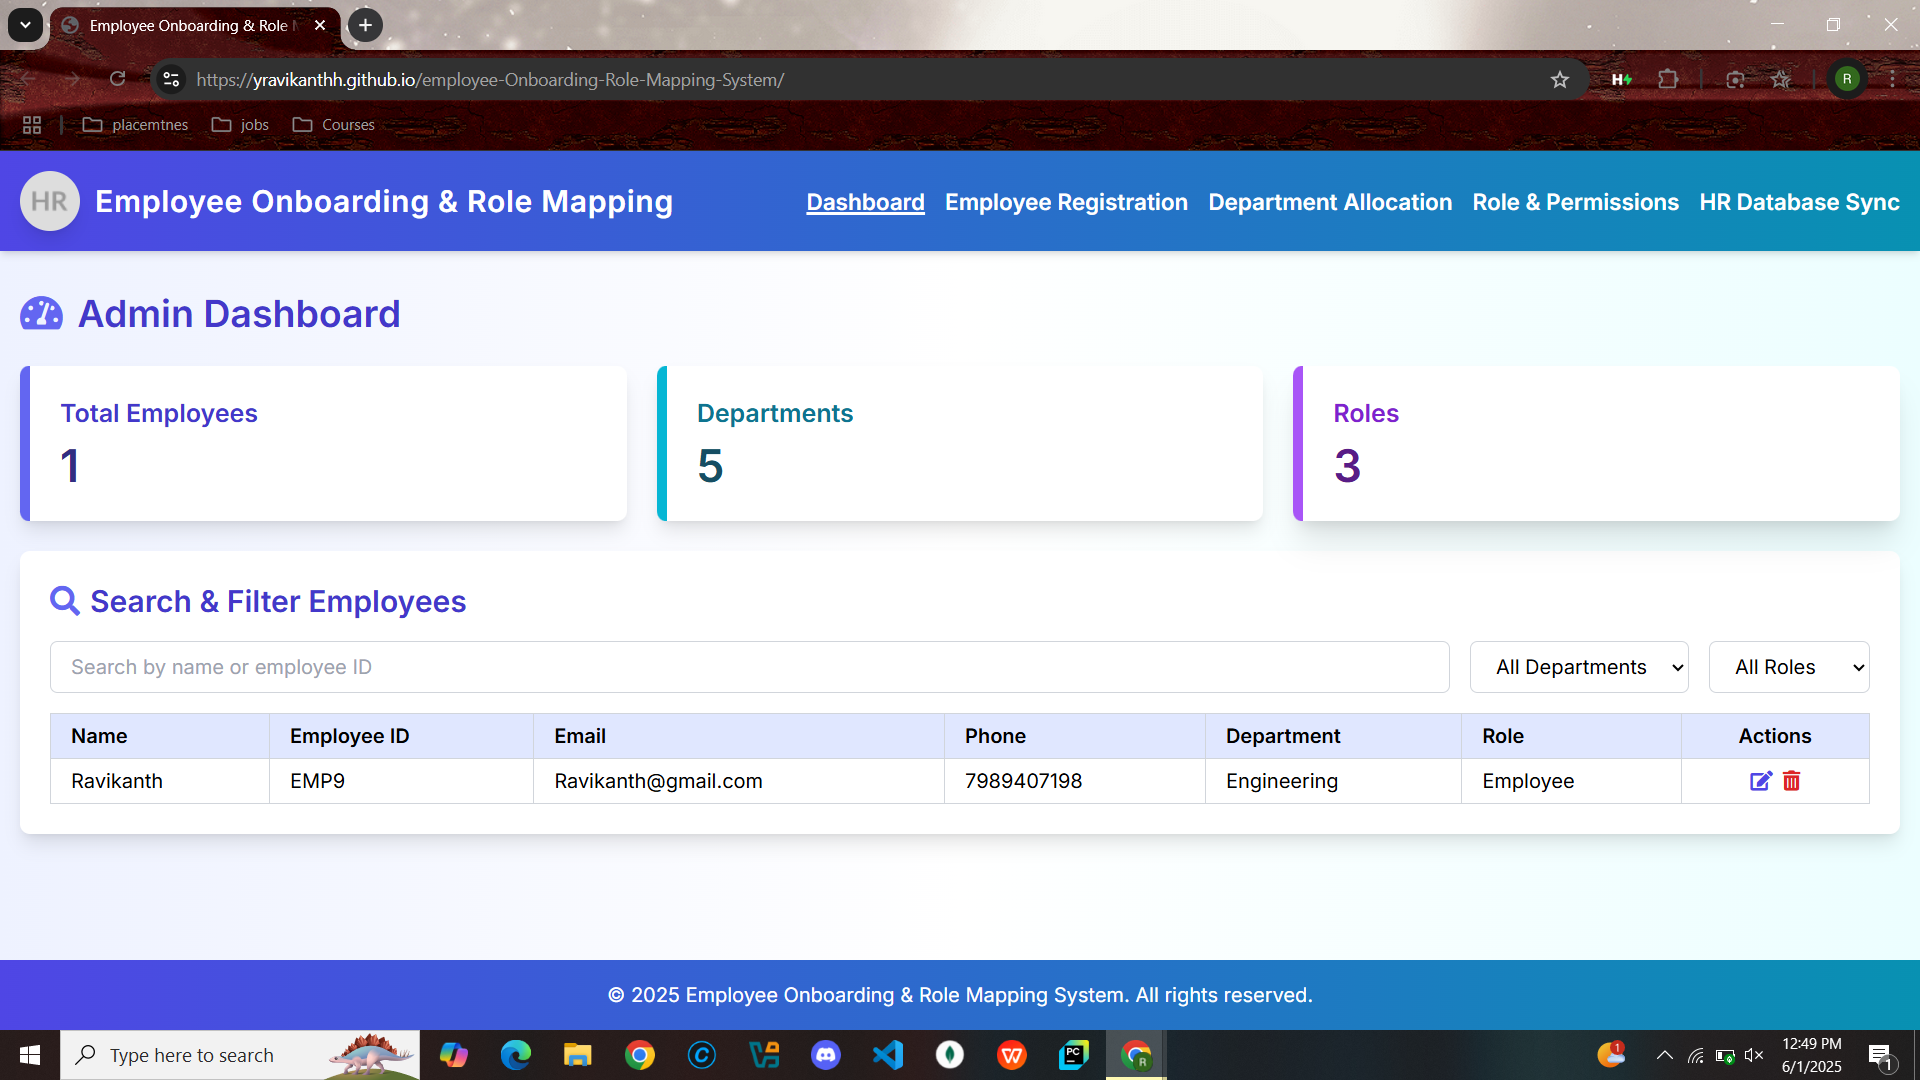 Employee Onboarding & Role
https://yravikanthh.github.io/employee-Onboarding-Role-Mapping-System/
H
R
placemtnes
jobs
Courses
HR
Employee Onboarding & Role Mapping
Dashboard
Employee Registration
Department Allocation
Role & Permissions
HR Database Sync
Admin Dashboard
Total Employees
1
Departments
5
Roles
3
Search & Filter Employees
Search by name or employee ID
All Departments
All Roles
Name Employee ID Email Phone Department Role Actions
Ravikanth EMP9 Ravikanth@gmail.com 7989407198 Engineering Employee
© 2025 Employee Onboarding & Role Mapping System. All rights reserved.
Type here to search
PC
R
1
12:49 PM
6/1/2025
1